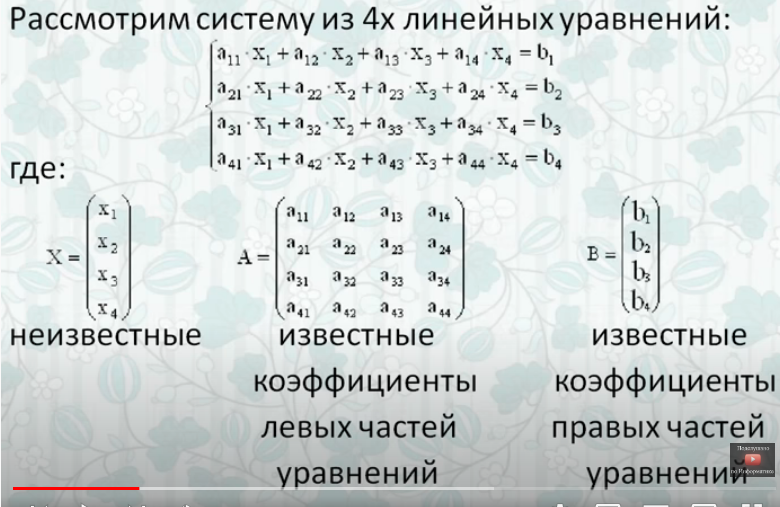 Рассмотрим систему из 4х линейных уравнений:
a₁₁ · x₁ + a₁₂ · x₂ + a₁₃ · x₃ + a₁₄ · x₄ = b₁
a₂₁ · x₁ + a₂₂ · x₂ + a₂₃ · x₃ + a₂₄ · x₄ = b₂
a₃₁ · x₁ + a₃₂ · x₂ + a₃₃ · x₃ + a₃₄ · x₄ = b₃
a₄₁ · x₁ + a₄₂ · x₂ + a₄₃ · x₃ + a₄₄ · x₄ = b₄
где:
X =
x₁
x₂
x₃
x₄
неизвестные
A =
a₁₁ a₁₂ a₁₃ a₁₄
a₂₁ a₂₂ a₂₃ a₂₄
a₃₁ a₃₂ a₃₃ a₃₄
a₄₁ a₄₂ a₄₃ a₄₄
известные
коэффициенты
левых частей
уравнений
B =
b₁
b₂
b₃
b₄
известные
коэффициенты
правых частей
уравнений
по Информатике